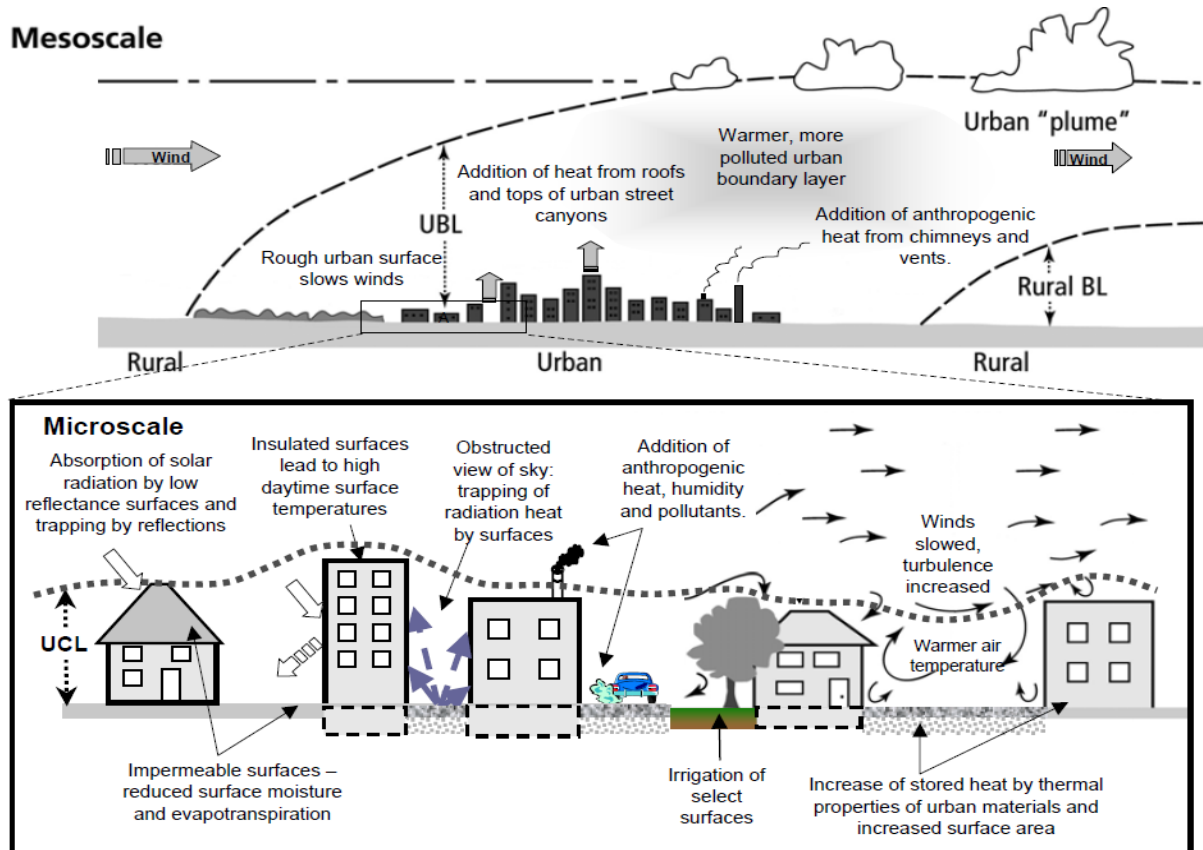 Mesoscale
Wind
UBL
Addition of heat from roofs
and tops of urban street
canyons
Warmer, more
polluted urban
boundary layer
Urban "plume"
Wind
Rough urban surface
slows winds
Addition of anthropogenic
heat from chimneys and
vents.
Rural BL
Rural
Urban
Rural
Microscale
Absorption of solar
radiation by low
reflectance surfaces and
trapping by reflections
Insulated surfaces
lead to high
daytime surface
temperatures
Obstructed
view of sky:
trapping of
radiation heat
by surfaces
Addition of
anthropogenic
heat, humidity
and pollutants.
Winds
slowed,
turbulence
increased
UCL
Warmer air
temperature
Impermeable surfaces –
reduced surface moisture
and evapotranspiration
Irrigation of
select
surfaces
Increase of stored heat by thermal
properties of urban materials and
increased surface area